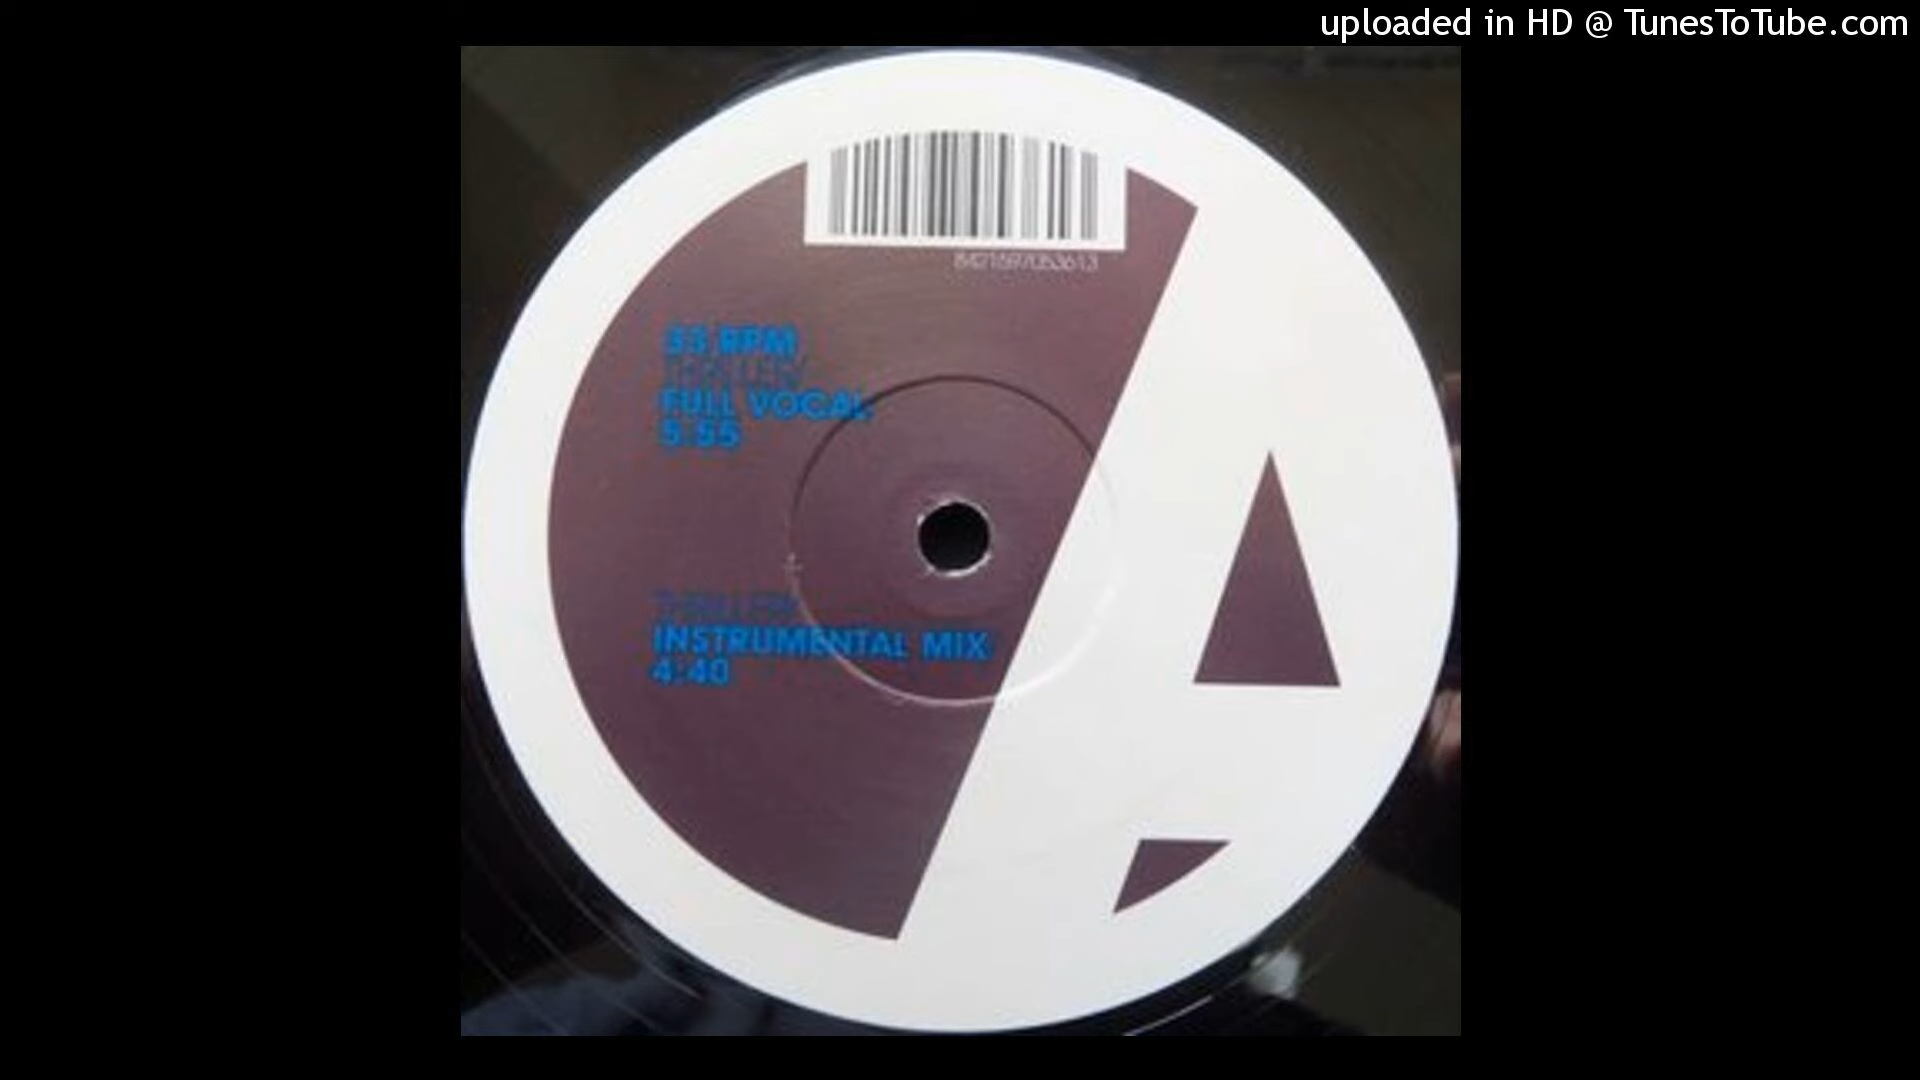 uploaded in HD @ TunesToTube.com
33 RPM
FULL VOCAL
5:55
INSTRUMENTAL MIX
4:40
A